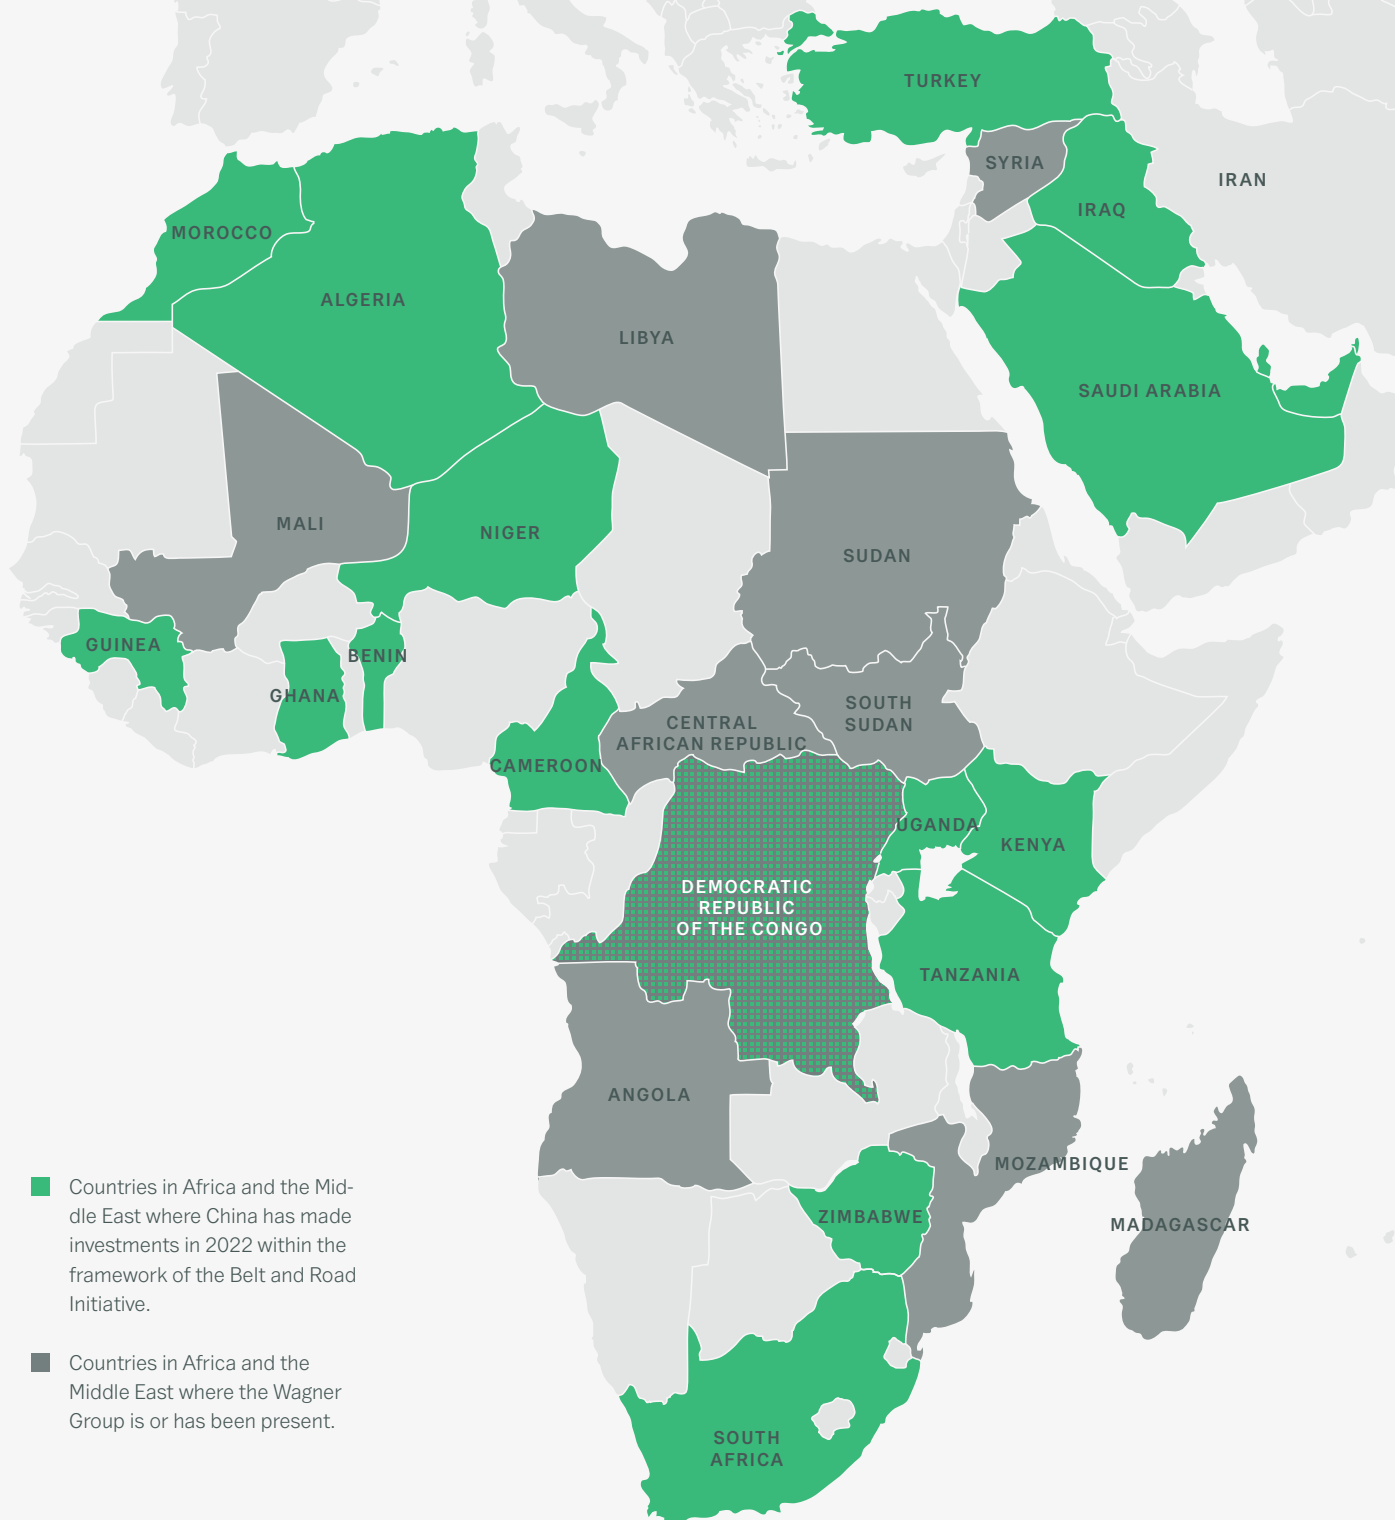 TURKEY
SYRIA
IRAN
IRAQ
MOROCCO
ALGERIA
LIBYA
SAUDI ARABIA
MALI
NIGER
SUDAN
GUINEA
BENIN
GHANA
SOUTH
SUDAN
CENTRAL
AFRICAN REPUBLIC
CAMEROON
UGANDA
KENYA
DEMOCRATIC
REPUBLIC
OF THE CONGO
TANZANIA
ANGOLA
MOZAMBIQUE
ZIMBABWE
MADAGASCAR
SOUTH
AFRICA
Countries in Africa and the Mid-
dle East where China has made
investments in 2022 within the
framework of the Belt and Road
Initiative.
Countries in Africa and the
Middle East where the Wagner
Group is or has been present.